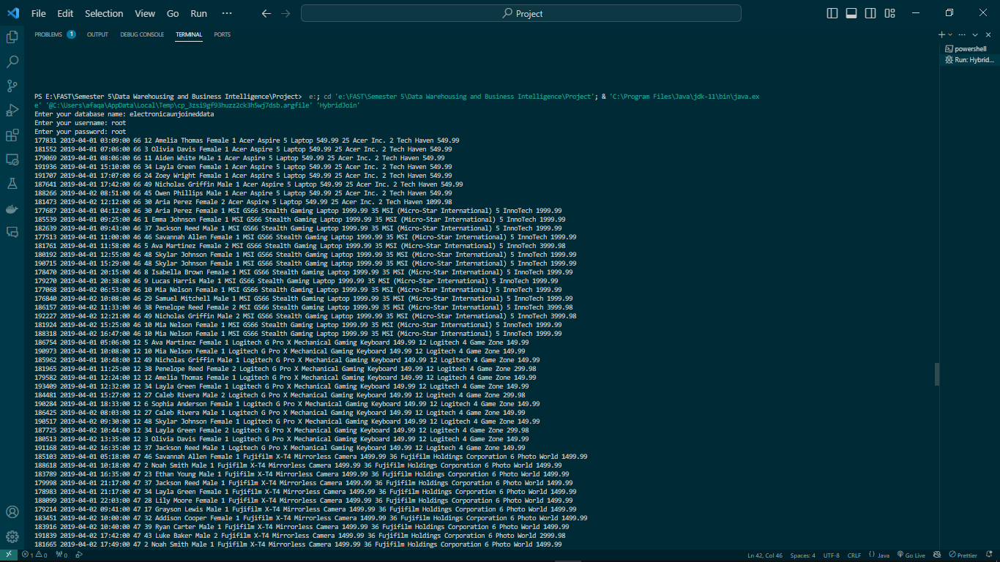 File Edit Selection View Go Run ··· Project
PROBLEMS 1 OUTPUT DEBUG CONSOLE TERMINAL PORTS
powershell
Run: Hybrid...
PS E:\FAST\Semester 5\Data Warehousing and Business Intelligence\Project> e:; cd 'e:\FAST\Semester 5\Data Warehousing and Business Intelligence\Project'; & 'C:\Program Files\Java\jdk-11\bin\java.ex
e' '@C:\Users\afaqa\AppData\Local\Temp\cp_3zsi9gf93huzz2ck3h5wj7dsb.argfile' 'HybridJoin'
Enter your database name: electronicaunjoineddata
Enter your username: root
Enter your password: root
177831 2019-04-01 03:09:00 66 12 Amelia Thomas Female 1 Acer Aspire 5 Laptop 549.99 25 Acer Inc. 2 Tech Haven 549.99
181552 2019-04-01 07:06:00 66 3 Olivia Davis Female 1 Acer Aspire 5 Laptop 549.99 25 Acer Inc. 2 Tech Haven 549.99
179069 2019-04-01 08:06:00 66 11 Aiden White Male 1 Acer Aspire 5 Laptop 549.99 25 Acer Inc. 2 Tech Haven 549.99
191936 2019-04-01 15:10:00 66 34 Layla Green Female 1 Acer Aspire 5 Laptop 549.99 25 Acer Inc. 2 Tech Haven 549.99
191707 2019-04-01 17:07:00 66 24 Zoey Wright Female 1 Acer Aspire 5 Laptop 549.99 25 Acer Inc. 2 Tech Haven 549.99
187641 2019-04-01 17:42:00 66 49 Nicholas Griffin Male 1 Acer Aspire 5 Laptop 549.99 25 Acer Inc. 2 Tech Haven 549.99
188266 2019-04-02 08:51:00 66 45 Owen Phillips Male 1 Acer Aspire 5 Laptop 549.99 25 Acer Inc. 2 Tech Haven 549.99
181473 2019-04-02 12:12:00 66 30 Aria Perez Female 2 Acer Aspire 5 Laptop 549.99 25 Acer Inc. 2 Tech Haven 1099.98
177687 2019-04-01 04:12:00 46 30 Aria Perez Female 1 MSI GS66 Stealth Gaming Laptop 1999.99 35 MSI (Micro-Star International) 5 InnoTech 1999.99
185539 2019-04-01 09:25:00 46 1 Emma Johnson Female 1 MSI GS66 Stealth Gaming Laptop 1999.99 35 MSI (Micro-Star International) 5 InnoTech 1999.99
182639 2019-04-01 09:43:00 46 37 Jackson Reed Male 1 MSI GS66 Stealth Gaming Laptop 1999.99 35 MSI (Micro-Star International) 5 InnoTech 1999.99
177513 2019-04-01 11:00:00 46 46 Savannah Allen Female 1 MSI GS66 Stealth Gaming Laptop 1999.99 35 MSI (Micro-Star International) 5 InnoTech 1999.99
181761 2019-04-01 11:58:00 46 5 Ava Martinez Female 2 MSI GS66 Stealth Gaming Laptop 1999.99 35 MSI (Micro-Star International) 5 InnoTech 3999.98
180192 2019-04-01 12:55:00 46 48 Skylar Johnson Female 1 MSI GS66 Stealth Gaming Laptop 1999.99 35 MSI (Micro-Star International) 5 InnoTech 1999.99
190715 2019-04-01 15:29:00 46 48 Skylar Johnson Female 1 MSI GS66 Stealth Gaming Laptop 1999.99 35 MSI (Micro-Star International) 5 InnoTech 1999.99
178470 2019-04-01 20:15:00 46 8 Isabella Brown Female 1 MSI GS66 Stealth Gaming Laptop 1999.99 35 MSI (Micro-Star International) 5 InnoTech 1999.99
179270 2019-04-01 20:38:00 46 9 Lucas Harris Male 1 MSI GS66 Stealth Gaming Laptop 1999.99 35 MSI (Micro-Star International) 5 InnoTech 1999.99
177068 2019-04-02 06:53:00 46 10 Mia Nelson Female 1 MSI GS66 Stealth Gaming Laptop 1999.99 35 MSI (Micro-Star International) 5 InnoTech 1999.99
176840 2019-04-02 10:08:00 46 29 Samuel Mitchell Male 1 MSI GS66 Stealth Gaming Laptop 1999.99 35 MSI (Micro-Star International) 5 InnoTech 1999.99
186157 2019-04-02 11:33:00 46 38 Penelope Reed Female 2 MSI GS66 Stealth Gaming Laptop 1999.99 35 MSI (Micro-Star International) 5 InnoTech 3999.98
192227 2019-04-02 12:21:00 46 49 Nicholas Griffin Male 2 MSI GS66 Stealth Gaming Laptop 1999.99 35 MSI (Micro-Star International) 5 InnoTech 3999.98
181924 2019-04-02 15:25:00 46 10 Mia Nelson Female 1 MSI GS66 Stealth Gaming Laptop 1999.99 35 MSI (Micro-Star International) 5 InnoTech 1999.99
188318 2019-04-02 16:47:00 46 10 Mia Nelson Female 1 MSI GS66 Stealth Gaming Laptop 1999.99 35 MSI (Micro-Star International) 5 InnoTech 1999.99
186754 2019-04-01 05:06:00 12 5 Ava Martinez Female 1 Logitech G Pro X Mechanical Gaming Keyboard 149.99 12 Logitech 4 Game Zone 149.99
190973 2019-04-01 10:08:00 12 10 Mia Nelson Female 1 Logitech G Pro X Mechanical Gaming Keyboard 149.99 12 Logitech 4 Game Zone 149.99
185962 2019-04-01 10:48:00 12 49 Nicholas Griffin Male 1 Logitech G Pro X Mechanical Gaming Keyboard 149.99 12 Logitech 4 Game Zone 149.99
181965 2019-04-01 11:25:00 12 38 Penelope Reed Female 2 Logitech G Pro X Mechanical Gaming Keyboard 149.99 12 Logitech 4 Game Zone 299.98
179582 2019-04-01 12:24:00 12 12 Amelia Thomas Female 1 Logitech G Pro X Mechanical Gaming Keyboard 149.99 12 Logitech 4 Game Zone 149.99
193409 2019-04-01 12:32:00 12 34 Layla Green Female 1 Logitech G Pro X Mechanical Gaming Keyboard 149.99 12 Logitech 4 Game Zone 149.99
184481 2019-04-01 15:27:00 12 27 Caleb Rivera Male 2 Logitech G Pro X Mechanical Gaming Keyboard 149.99 12 Logitech 4 Game Zone 299.98
190284 2019-04-01 18:33:00 12 6 Sophia Anderson Female 1 Logitech G Pro X Mechanical Gaming Keyboard 149.99 12 Logitech 4 Game Zone 149.99
186425 2019-04-02 08:03:00 12 27 Caleb Rivera Male 1 Logitech G Pro X Mechanical Gaming Keyboard 149.99 12 Logitech 4 Game Zone 149.99
190517 2019-04-02 09:30:00 12 48 Skylar Johnson Female 1 Logitech G Pro X Mechanical Gaming Keyboard 149.99 12 Logitech 4 Game Zone 149.99
187725 2019-04-02 10:44:00 12 34 Layla Green Female 2 Logitech G Pro X Mechanical Gaming Keyboard 149.99 12 Logitech 4 Game Zone 299.98
180513 2019-04-02 13:35:00 12 3 Olivia Davis Female 1 Logitech G Pro X Mechanical Gaming Keyboard 149.99 12 Logitech 4 Game Zone 149.99
191168 2019-04-02 16:35:00 12 37 Jackson Reed Male 1 Logitech G Pro X Mechanical Gaming Keyboard 149.99 12 Logitech 4 Game Zone 149.99
185103 2019-04-01 05:18:00 47 46 Savannah Allen Female 1 Fujifilm X-T4 Mirrorless Camera 1499.99 36 Fujifilm Holdings Corporation 6 Photo World 1499.99
188618 2019-04-01 10:18:00 47 2 Noah Smith Male 1 Fujifilm X-T4 Mirrorless Camera 1499.99 36 Fujifilm Holdings Corporation 6 Photo World 1499.99
183789 2019-04-01 16:35:00 47 23 Ethan Young Male 1 Fujifilm X-T4 Mirrorless Camera 1499.99 36 Fujifilm Holdings Corporation 6 Photo World 1499.99
179998 2019-04-01 21:17:00 47 37 Jackson Reed Male 1 Fujifilm X-T4 Mirrorless Camera 1499.99 36 Fujifilm Holdings Corporation 6 Photo World 1499.99
178983 2019-04-01 21:17:00 47 34 Layla Green Female 1 Fujifilm X-T4 Mirrorless Camera 1499.99 36 Fujifilm Holdings Corporation 6 Photo World 1499.99
188099 2019-04-01 22:03:00 47 28 Lily Moore Female 1 Fujifilm X-T4 Mirrorless Camera 1499.99 36 Fujifilm Holdings Corporation 6 Photo World 1499.99
179214 2019-04-02 09:41:00 47 17 Grayson Lewis Male 1 Fujifilm X-T4 Mirrorless Camera 1499.99 36 Fujifilm Holdings Corporation 6 Photo World 1499.99
183451 2019-04-02 10:00:00 47 32 Addison Cooper Female 1 Fujifilm X-T4 Mirrorless Camera 1499.99 36 Fujifilm Holdings Corporation 6 Photo World 1499.99
183916 2019-04-02 10:40:00 47 39 Ryan Carter Male 1 Fujifilm X-T4 Mirrorless Camera 1499.99 36 Fujifilm Holdings Corporation 6 Photo World 1499.99
191839 2019-04-02 17:42:00 47 43 Luke Baker Male 2 Fujifilm X-T4 Mirrorless Camera 1499.99 36 Fujifilm Holdings Corporation 6 Photo World 2999.98
181665 2019-04-02 17:49:00 47 2 Noah Smith Male 1 Fujifilm X-T4 Mirrorless Camera 1499.99 36 Fujifilm Holdings Corporation 6 Photo World 1499.99
1 0 0 Ln 42, Col 46 Spaces: 4 UTF-8 CRLF {} Java Go Live Prettier